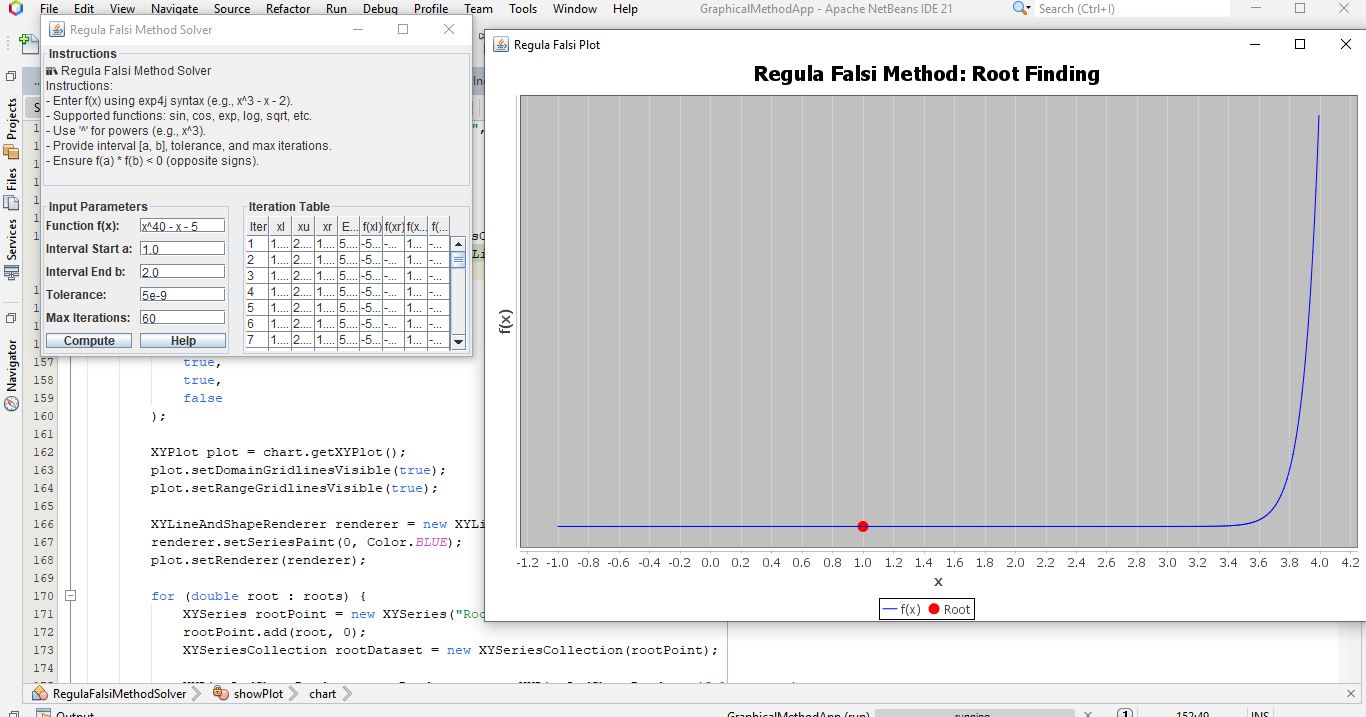 File Edit View Navigate Source Refactor Run Debug Profile Team Tools Window Help GraphicalMethodApp - Apache NetBeans IDE 21 Search (Ctrl+I)
Regula Falsi Method Solver
Instructions
Regula Falsi Method Solver
Instructions:
- Enter f(x) using exp4j syntax (e.g., x^3 - x - 2).
- Supported functions: sin, cos, exp, log, sqrt, etc.
- Use '^' for powers (e.g., x^3).
- Provide interval [a, b], tolerance, and max iterations.
- Ensure f(a) * f(b) < 0 (opposite signs).
Input Parameters
Function f(x): x^40 - x - 5
Interval Start a: 1.0
Interval End b: 2.0
Tolerance: 5e-9
Max Iterations: 60
Compute Help
Iteration Table
Iter xl xu xr E... f(xl) f(xr) f(x... f(...
1 1.... 2.... 1.... 5.... -5... -... 1... -...
2 1.... 2.... 1.... 5.... -5... -... 1... -...
3 1.... 2.... 1.... 5.... -5... -... 1... -...
4 1.... 2.... 1.... 5.... -5... -... 1... -...
5 1.... 2.... 1.... 5.... -5... -... 1... -...
6 1.... 2.... 1.... 5.... -5... -... 1... -...
7 1.... 2.... 1.... 5.... -5... -... 1... -...
Projects
Files
Services
Navigator
157 true,
158 true,
159 false
160 );
161
162 XYPlot plot = chart.getXYPlot();
163 plot.setDomainGridlinesVisible(true);
164 plot.setRangeGridlinesVisible(true);
165
166 XYLineAndShapeRenderer renderer = new XYLi
167 renderer.setSeriesPaint(0, Color.BLUE);
168 plot.setRenderer(renderer);
169
170 for (double root : roots) {
171 XYSeries rootPoint = new XYSeries("Roo
172 rootPoint.add(root, 0);
173 XYSeriesCollection rootDataset = new XYSeriesCollection(rootPoint);
174
Regula Falsi Plot
Regula Falsi Method: Root Finding
f(x)
-1.2 -1.0 -0.8 -0.6 -0.4 -0.2 0.0 0.2 0.4 0.6 0.8 1.0 1.2 1.4 1.6 1.8 2.0 2.2 2.4 2.6 2.8 3.0 3.2 3.4 3.6 3.8 4.0 4.2
x
f(x) Root
RegulaFalsiMethodSolver showPlot chart
Output GraphicalMethodApp (run) running... 1 152:49 INS